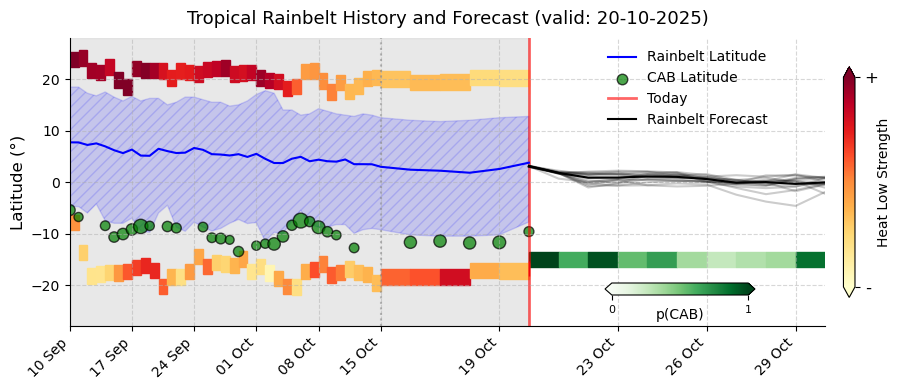 Tropical Rainbelt History and Forecast (valid: 20-10-2025)
Rainbelt Latitude
CAB Latitude
Today
Rainbelt Forecast
Latitude (°)
20
10
0
−10
−20
10 Sep
17 Sep
24 Sep
01 Oct
08 Oct
15 Oct
19 Oct
23 Oct
26 Oct
29 Oct
0
1
p(CAB)
+
-
Heat Low Strength